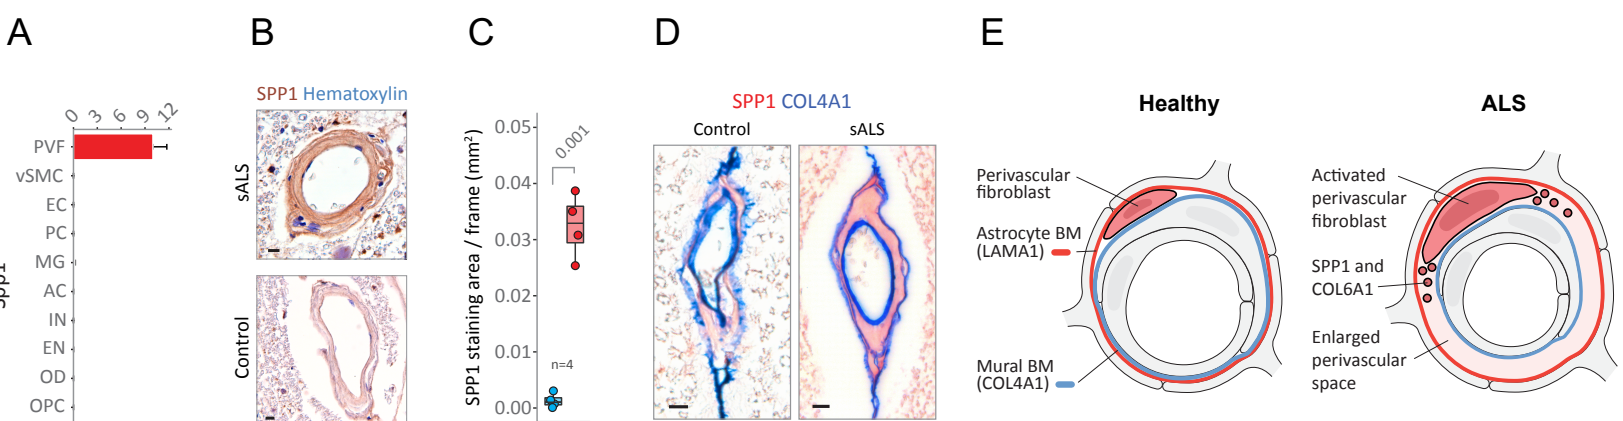 A
B
C
D
E
0 3 6 9 12
PVF
vSMC
EC
PC
MG
AC
IN
EN
OD
OPC
Spp1
SPP1 Hematoxylin
sALS
Control
SPP1 staining area / frame (mm²)
0.05
0.04
0.03
0.02
0.01
0.00
0.001
n=4
SPP1 COL4A1
Control
sALS
Healthy
Perivascular
fibroblast
Astrocyte BM
(LAMA1)
Mural BM
(COL4A1)
ALS
Activated
perivascular
fibroblast
SPP1 and
COL6A1
Enlarged
perivascular
space